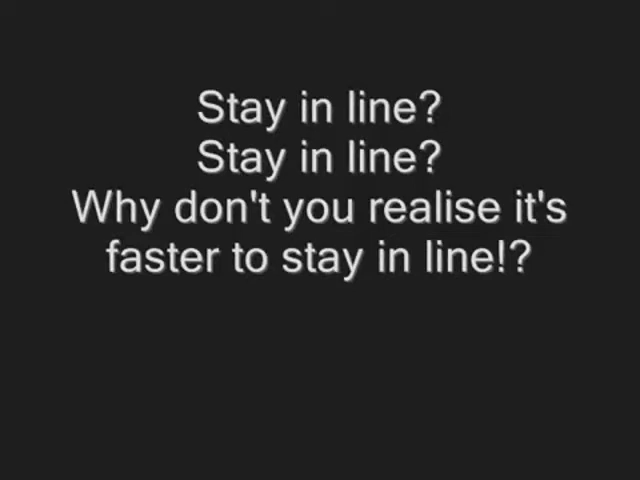 Stay in line?
Stay in line?
Why don't you realise it's
faster to stay in line!?